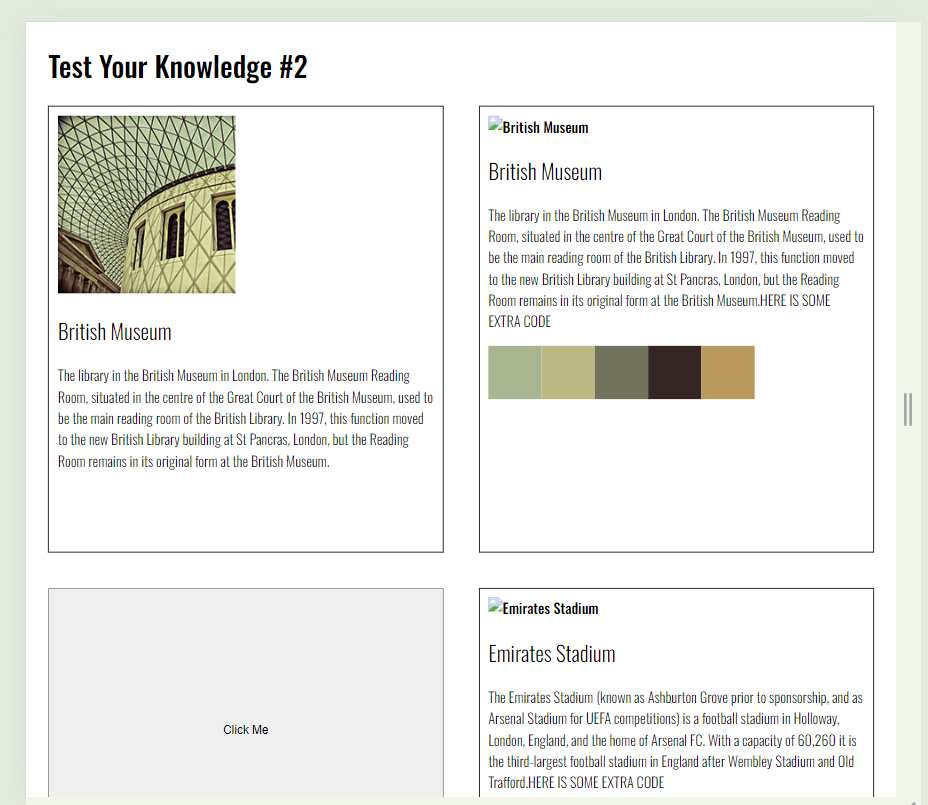 Test Your Knowledge #2
British Museum
The library in the British Museum in London. The British Museum Reading
Room, situated in the centre of the Great Court of the British Museum, used to
be the main reading room of the British Library. In 1997, this function moved
to the new British Library building at St Pancras, London, but the Reading
Room remains in its original form at the British Museum.
British Museum
British Museum
The library in the British Museum in London. The British Museum Reading
Room, situated in the centre of the Great Court of the British Museum, used to
be the main reading room of the British Library. In 1997, this function moved
to the new British Library building at St Pancras, London, but the Reading
Room remains in its original form at the British Museum.HERE IS SOME
EXTRA CODE
Click Me
Emirates Stadium
Emirates Stadium
The Emirates Stadium (known as Ashburton Grove prior to sponsorship, and as
Arsenal Stadium for UEFA competitions) is a football stadium in Holloway,
London, England, and the home of Arsenal FC. With a capacity of 60,260 it is
the third-largest football stadium in England after Wembley Stadium and Old
Trafford.HERE IS SOME EXTRA CODE